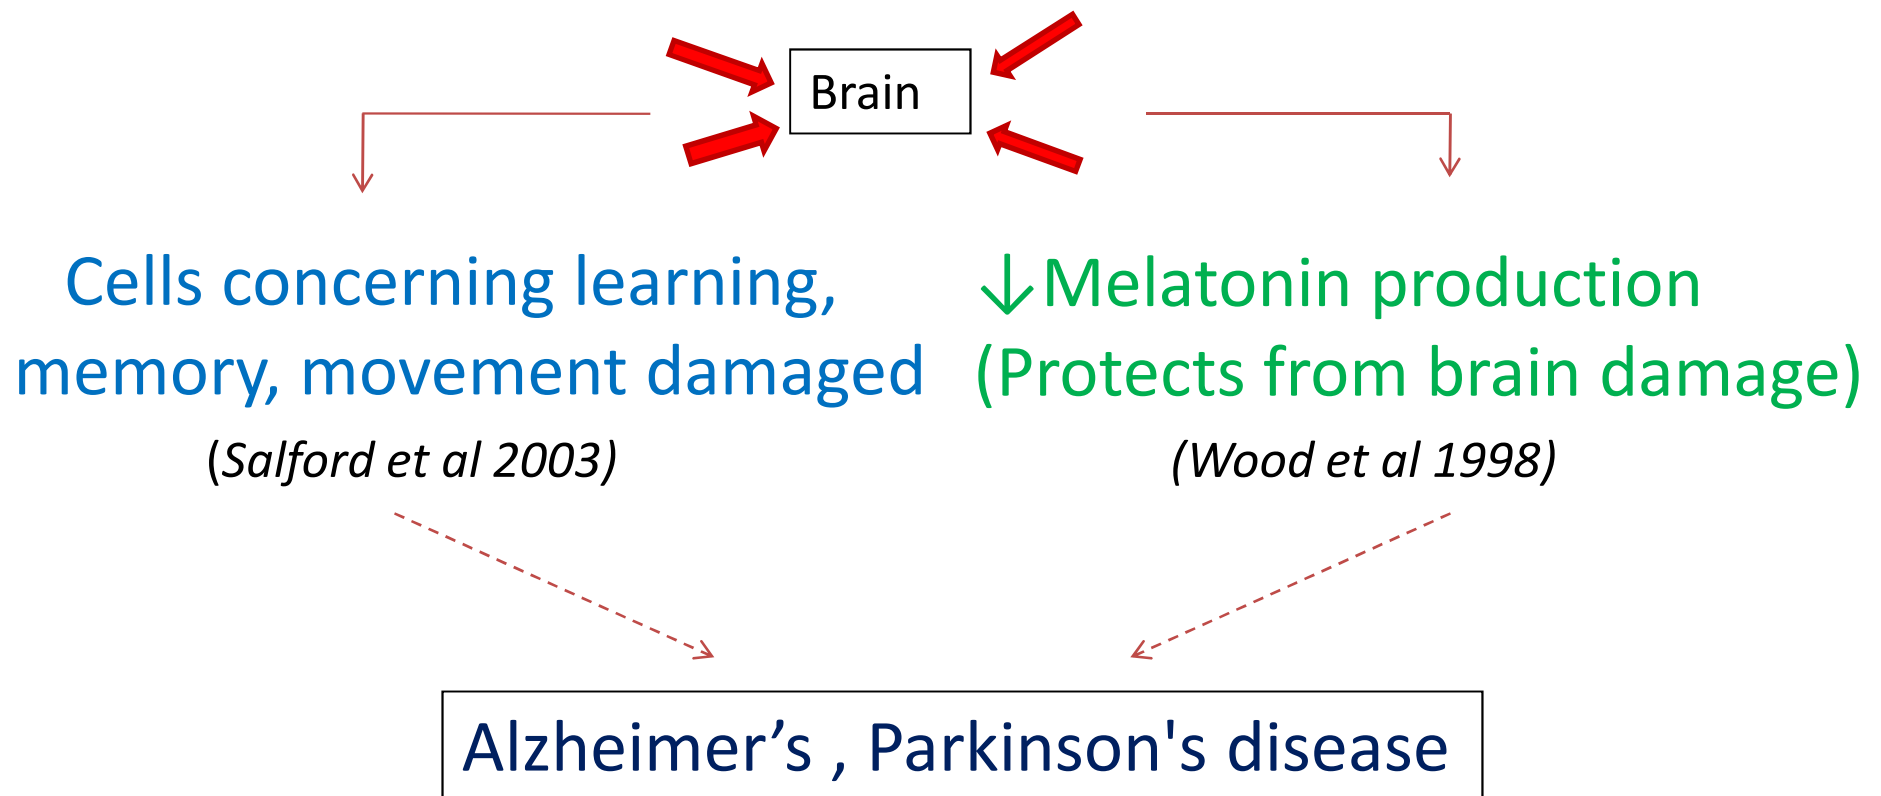 Brain
Cells concerning learning,
memory, movement damaged
(Salford et al 2003)
↓Melatonin production
(Protects from brain damage)
(Wood et al 1998)
Alzheimer’s , Parkinson's disease